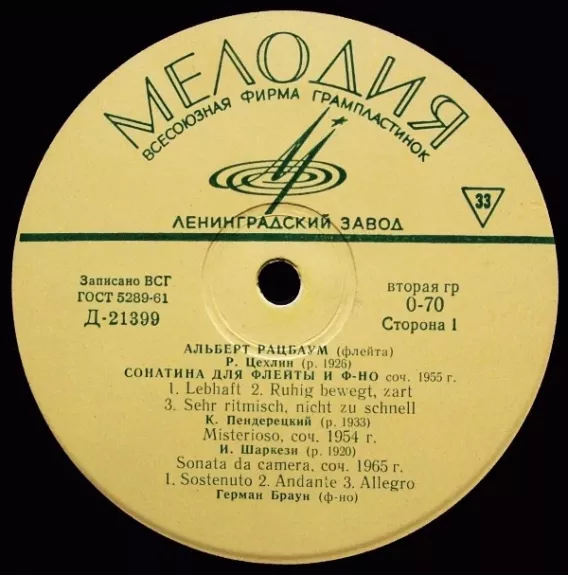 МЕЛОДИЯ
ВСЕСОЮЗНАЯ ФИРМА ГРАМПЛАСТИНОК
33
ЛЕНИНГРАДСКИЙ ЗАВОД
Записано ВСГ
ГОСТ 5289-61
Д-21399
вторая гр
0-70
Сторона 1
АЛЬБЕРТ РАЦБАУМ (флейта)
Р. Цехлин (р. 1926)
СОНАТИНА ДЛЯ ФЛЕЙТЫ И Ф-НО соч. 1955 г.
1. Lebhaft 2. Ruhig bewegt, zart
3. Sehr ritmisch, nicht zu schnell
К. Пендерецкий (р. 1933)
Misterioso, соч. 1954 г.
И. Шаркези (р. 1920)
Sonata da camera, соч. 1965 г.
1. Sostenuto 2. Andante 3. Allegro
Герман Браун (ф-но)